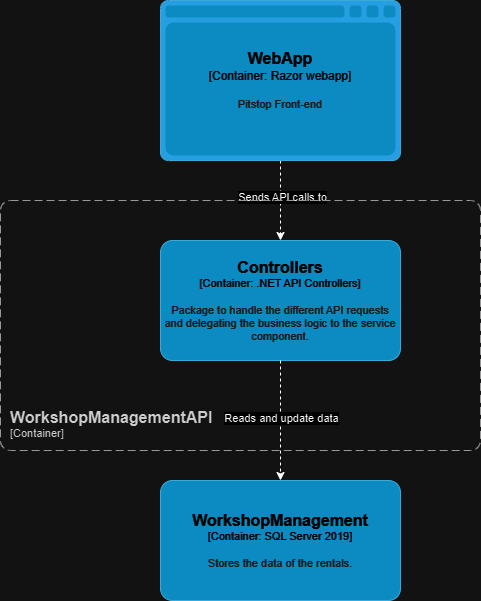 WebApp
[Container: Razor webapp]
Pitstop Front-end
Sends API calls to
Controllers
[Container: .NET API Controllers]
Package to handle the different API requests
and delegating the business logic to the service
component.
WorkshopManagementAPI
[Container]
Reads and update data
WorkshopManagement
[Container: SQL Server 2019]
Stores the data of the rentals.